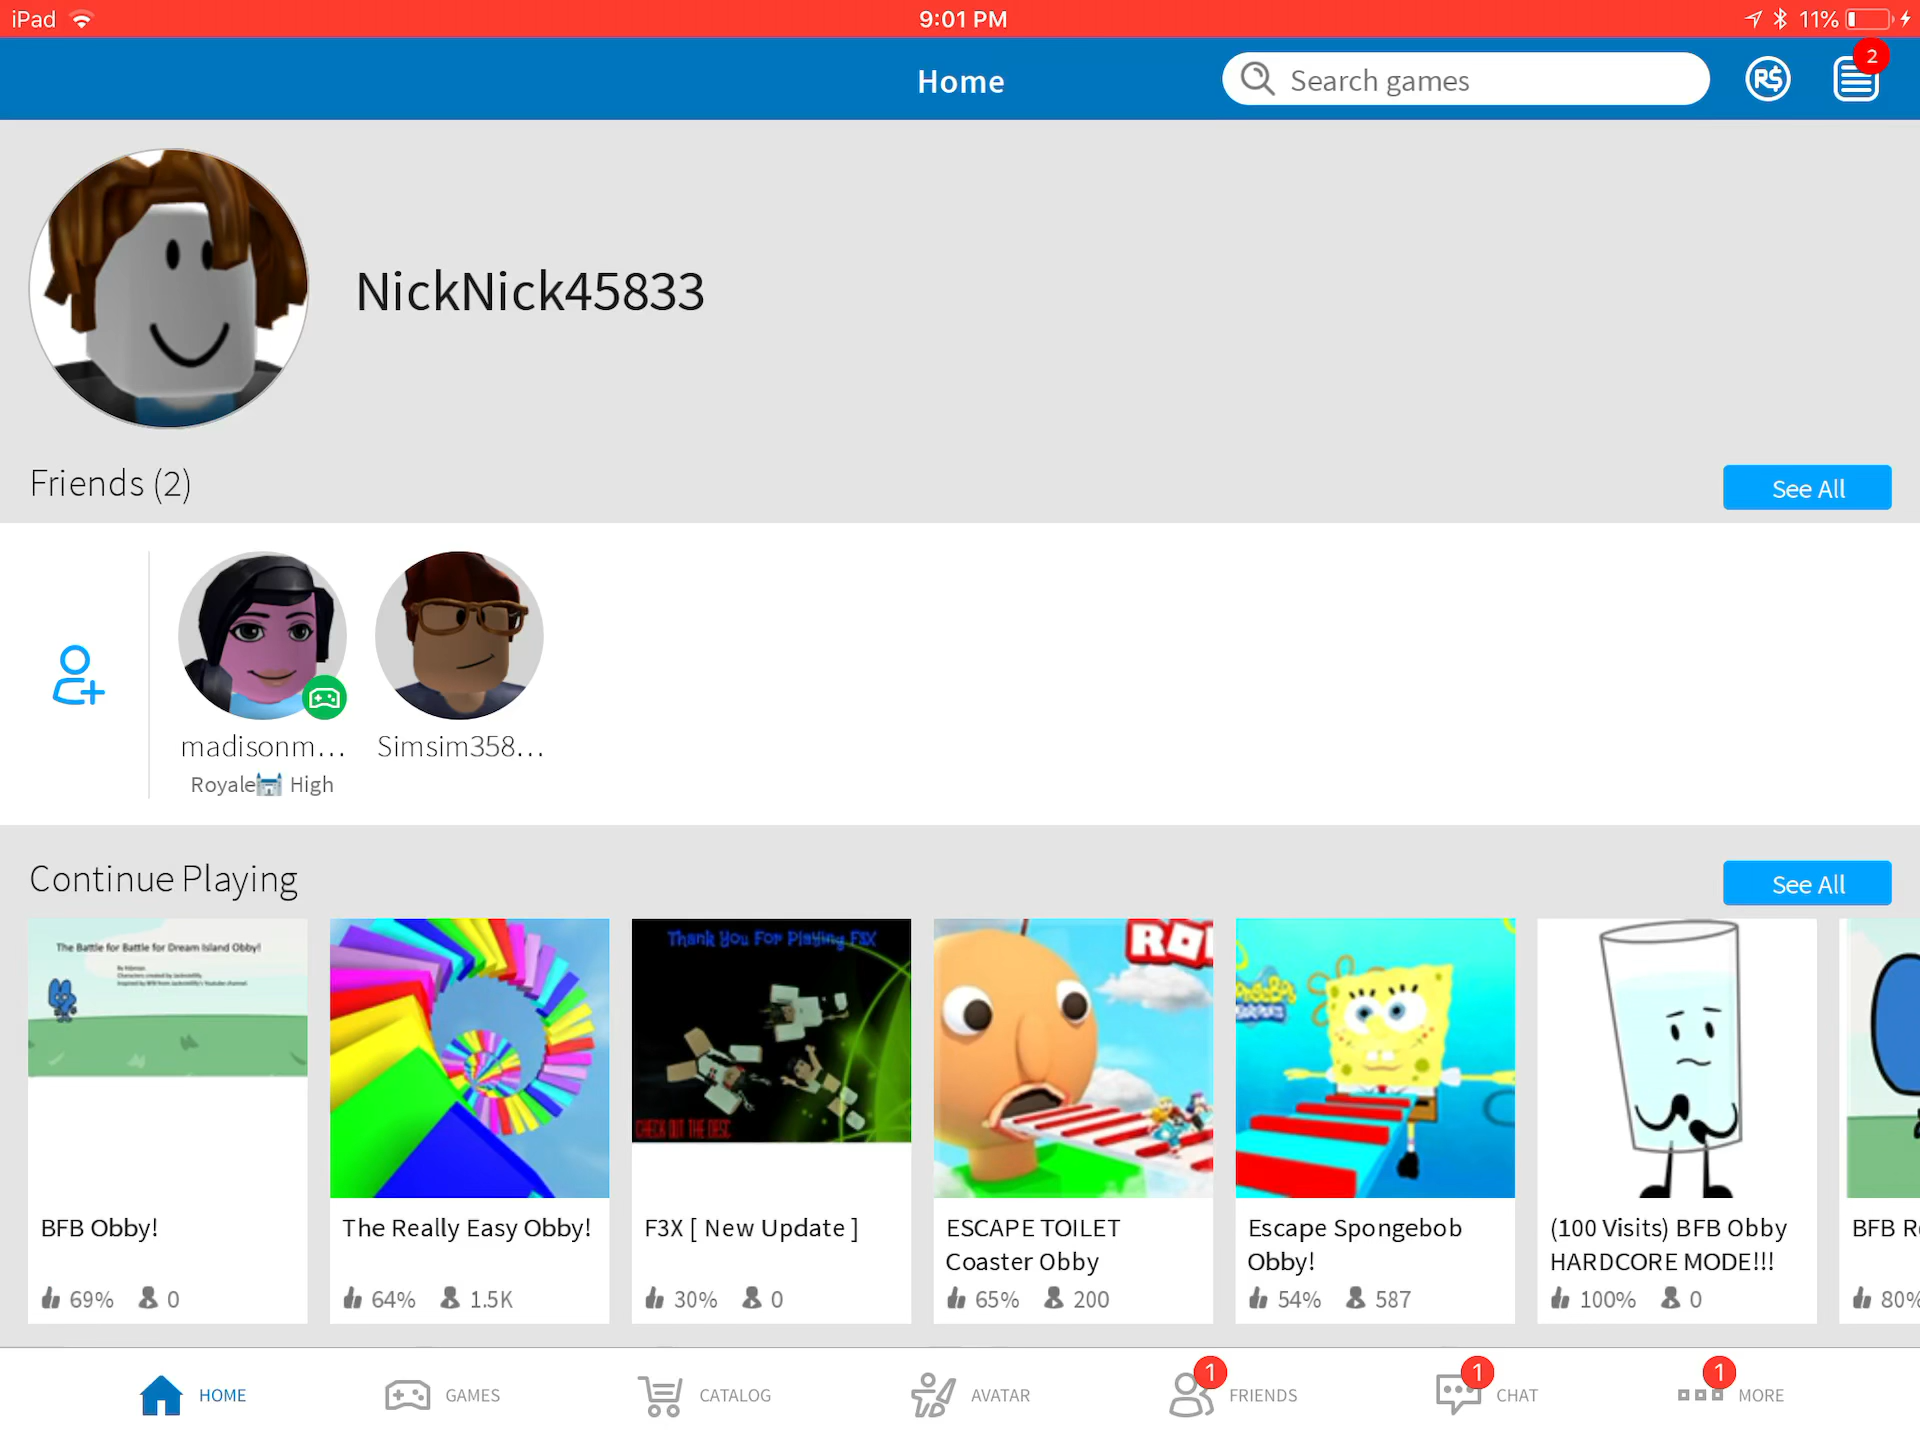 iPad 9:01 PM 11%
Home
Search games
R$
2
NickNick45833
Friends (2)
See All
madisonm... Simsim358...
Royale🏰 High
Continue Playing
See All
The Battle for Battle for Dream Island Obby!
Thank You For Playing F3X
CHECK OUT THE DESC
BFB Obby!
69% 0
The Really Easy Obby!
64% 1.5K
F3X [ New Update ]
30% 0
ESCAPE TOILET
Coaster Obby
65% 200
Escape Spongebob
Obby!
54% 587
(100 Visits) BFB Obby
HARDCORE MODE!!!
100% 0
BFB R
80%
HOME
GAMES
CATALOG
AVATAR
1 FRIENDS
1 CHAT
1 MORE